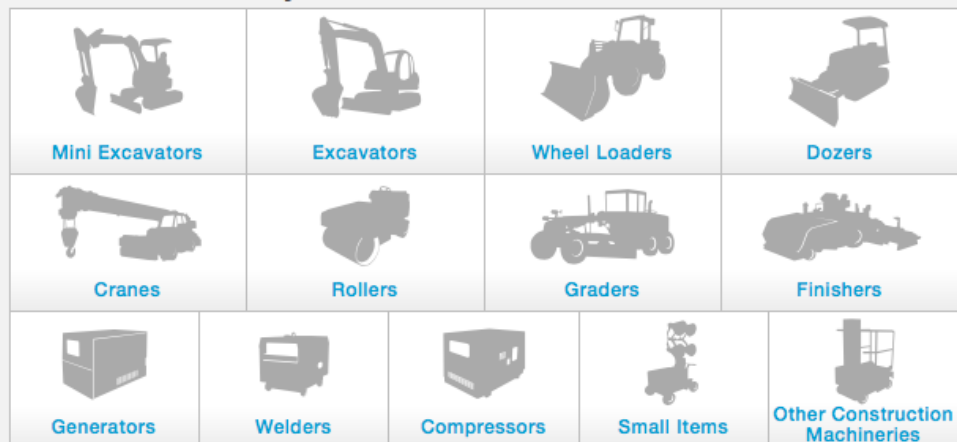 Mini Excavators
Excavators
Wheel Loaders
Dozers
Cranes
Rollers
Graders
Finishers
Generators
Welders
Compressors
Small Items
Other Construction
Machineries